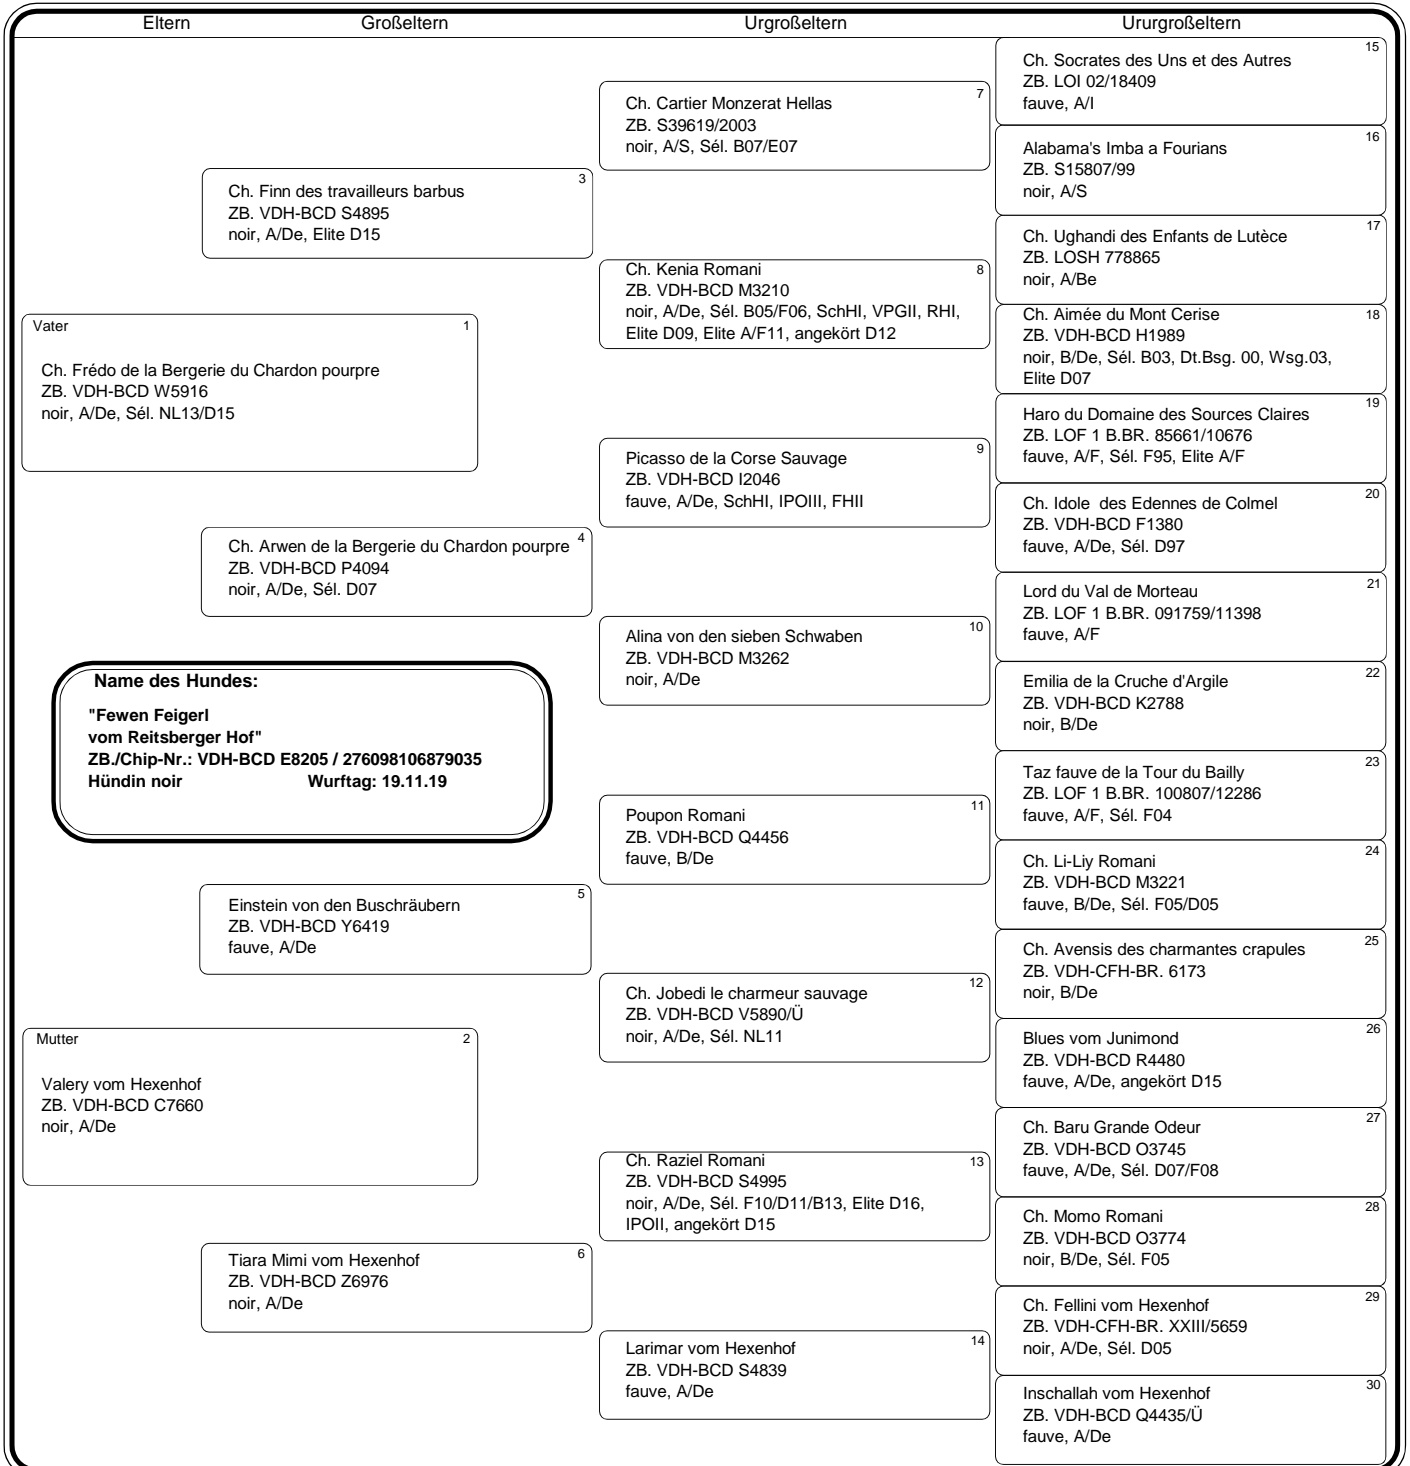 Eltern Großeltern Urgroßeltern Ururgroßeltern
Vater 1
Ch. Frédo de la Bergerie du Chardon pourpre
ZB. VDH-BCD W5916
noir, A/De, Sél. NL13/D15
Mutter 2
Valery vom Hexenhof
ZB. VDH-BCD C7660
noir, A/De
Name des Hundes:
"Fewen Feigerl
vom Reitsberger Hof"
ZB./Chip-Nr.: VDH-BCD E8205 / 276098106879035
Hündin noir Wurftag: 19.11.19
3
Ch. Finn des travailleurs barbus
ZB. VDH-BCD S4895
noir, A/De, Elite D15
4
Ch. Arwen de la Bergerie du Chardon pourpre
ZB. VDH-BCD P4094
noir, A/De, Sél. D07
5
Einstein von den Buschräubern
ZB. VDH-BCD Y6419
fauve, A/De
6
Tiara Mimi vom Hexenhof
ZB. VDH-BCD Z6976
noir, A/De
7
Ch. Cartier Monzerat Hellas
ZB. S39619/2003
noir, A/S, Sél. B07/E07
8
Ch. Kenia Romani
ZB. VDH-BCD M3210
noir, A/De, Sél. B05/F06, SchHI, VPGII, RHI,
Elite D09, Elite A/F11, angekört D12
9
Picasso de la Corse Sauvage
ZB. VDH-BCD I2046
fauve, A/De, SchHI, IPOIII, FHII
10
Alina von den sieben Schwaben
ZB. VDH-BCD M3262
noir, A/De
11
Poupon Romani
ZB. VDH-BCD Q4456
fauve, B/De
12
Ch. Jobedi le charmeur sauvage
ZB. VDH-BCD V5890/Ü
noir, A/De, Sél. NL11
13
Ch. Raziel Romani
ZB. VDH-BCD S4995
noir, A/De, Sél. F10/D11/B13, Elite D16,
IPOII, angekört D15
14
Larimar vom Hexenhof
ZB. VDH-BCD S4839
fauve, A/De
15
Ch. Socrates des Uns et des Autres
ZB. LOI 02/18409
fauve, A/I
16
Alabama's Imba a Fourians
ZB. S15807/99
noir, A/S
17
Ch. Ughandi des Enfants de Lutèce
ZB. LOSH 778865
noir, A/Be
18
Ch. Aimée du Mont Cerise
ZB. VDH-BCD H1989
noir, B/De, Sél. B03, Dt.Bsg. 00, Wsg.03,
Elite D07
19
Haro du Domaine des Sources Claires
ZB. LOF 1 B.BR. 85661/10676
fauve, A/F, Sél. F95, Elite A/F
20
Ch. Idole des Edennes de Colmel
ZB. VDH-BCD F1380
fauve, A/De, Sél. D97
21
Lord du Val de Morteau
ZB. LOF 1 B.BR. 091759/11398
fauve, A/F
22
Emilia de la Cruche d'Argile
ZB. VDH-BCD K2788
noir, B/De
23
Taz fauve de la Tour du Bailly
ZB. LOF 1 B.BR. 100807/12286
fauve, A/F, Sél. F04
24
Ch. Li-Liy Romani
ZB. VDH-BCD M3221
fauve, B/De, Sél. F05/D05
25
Ch. Avensis des charmantes crapules
ZB. VDH-CFH-BR. 6173
noir, B/De
26
Blues vom Junimond
ZB. VDH-BCD R4480
fauve, A/De, angekört D15
27
Ch. Baru Grande Odeur
ZB. VDH-BCD O3745
fauve, A/De, Sél. D07/F08
28
Ch. Momo Romani
ZB. VDH-BCD O3774
noir, B/De, Sél. F05
29
Ch. Fellini vom Hexenhof
ZB. VDH-CFH-BR. XXIII/5659
noir, A/De, Sél. D05
30
Inschallah vom Hexenhof
ZB. VDH-BCD Q4435/Ü
fauve, A/De